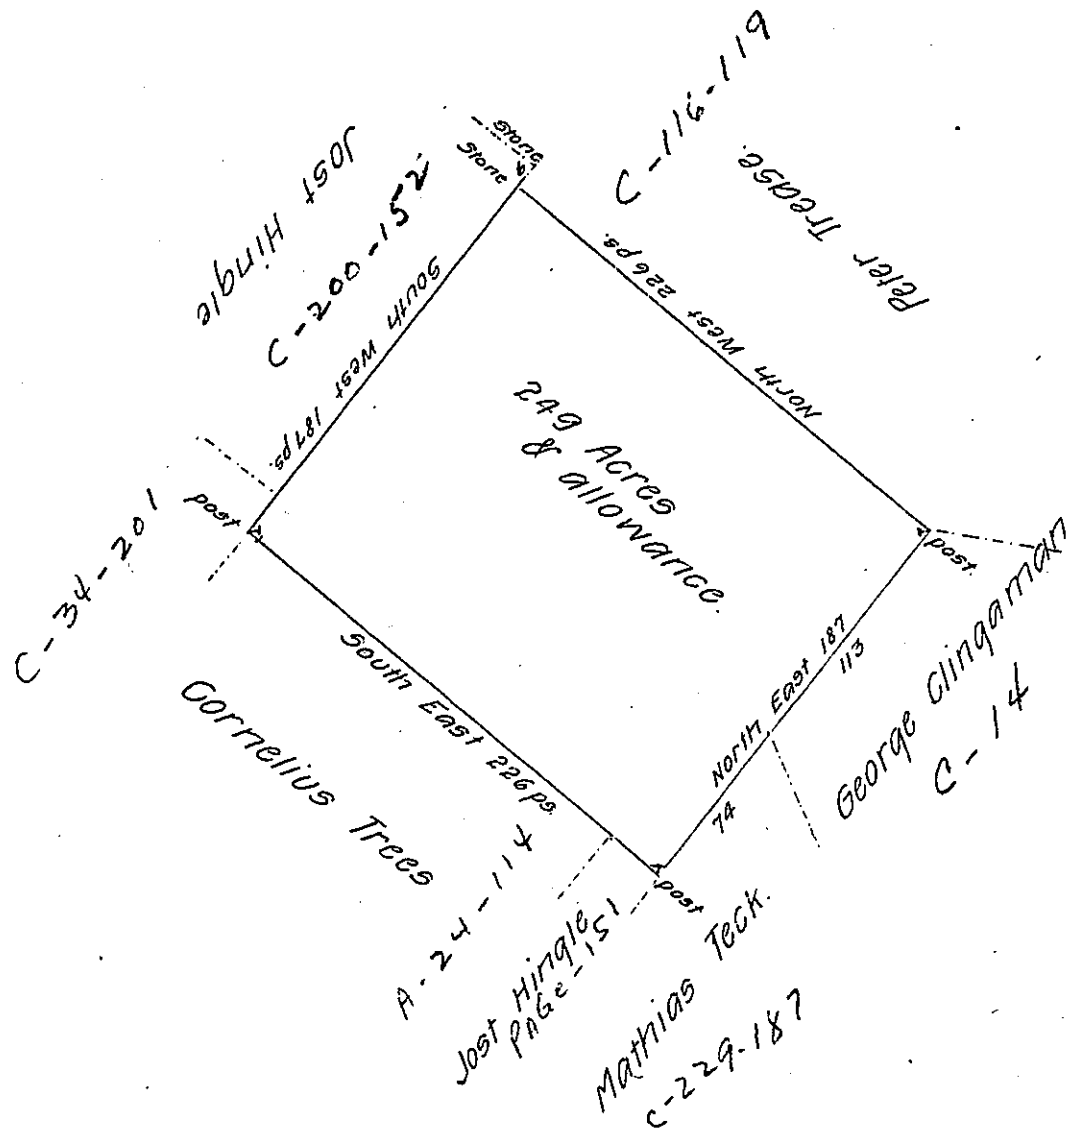 C-116-119
Peter Trease.
Jost Hingle
C-200-152
Stone
Stone
South West 187 ps.
North West 226 ps.
249 Acres
& allowance.
post
post.
C-34-201
Cornelius Trees
South East 226 ps.
North East 187
113
74
George Clingaman
C-14
post
A-24-114
Jost Hingle
PAGe-151
Mathias Teck.
C-229-187